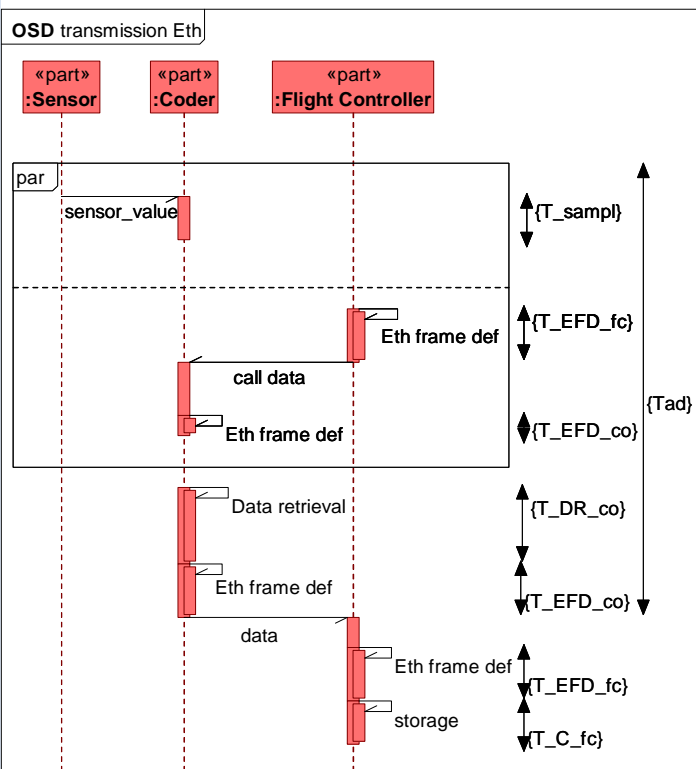 OSD transmission Eth
«part»
:Sensor
«part»
:Coder
«part»
:Flight Controller
par
sensor_value
{T_sampl}
Eth frame def
{T_EFD_fc}
call data
{Tad}
Eth frame def
{T_EFD_co}
Data retrieval
{T_DR_co}
Eth frame def
{T_EFD_co}
data
Eth frame def
{T_EFD_fc}
storage
{T_C_fc}